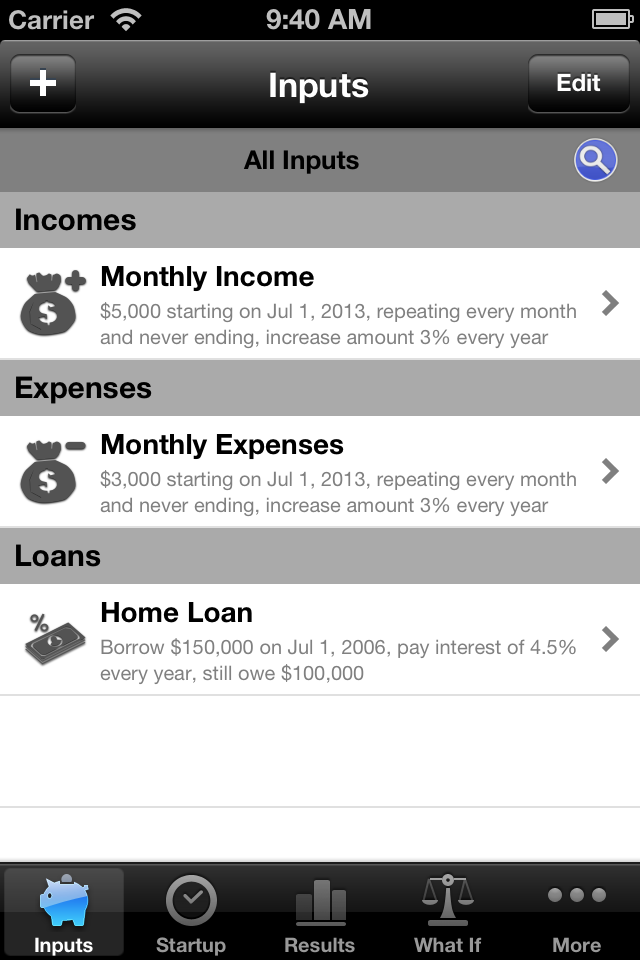 Carrier 9:40 AM
Inputs Edit
All Inputs
Incomes
Monthly Income
$5,000 starting on Jul 1, 2013, repeating every month
and never ending, increase amount 3% every year
Expenses
Monthly Expenses
$3,000 starting on Jul 1, 2013, repeating every month
and never ending, increase amount 3% every year
Loans
Home Loan
Borrow $150,000 on Jul 1, 2006, pay interest of 4.5%
every year, still owe $100,000
Inputs Startup Results What If More